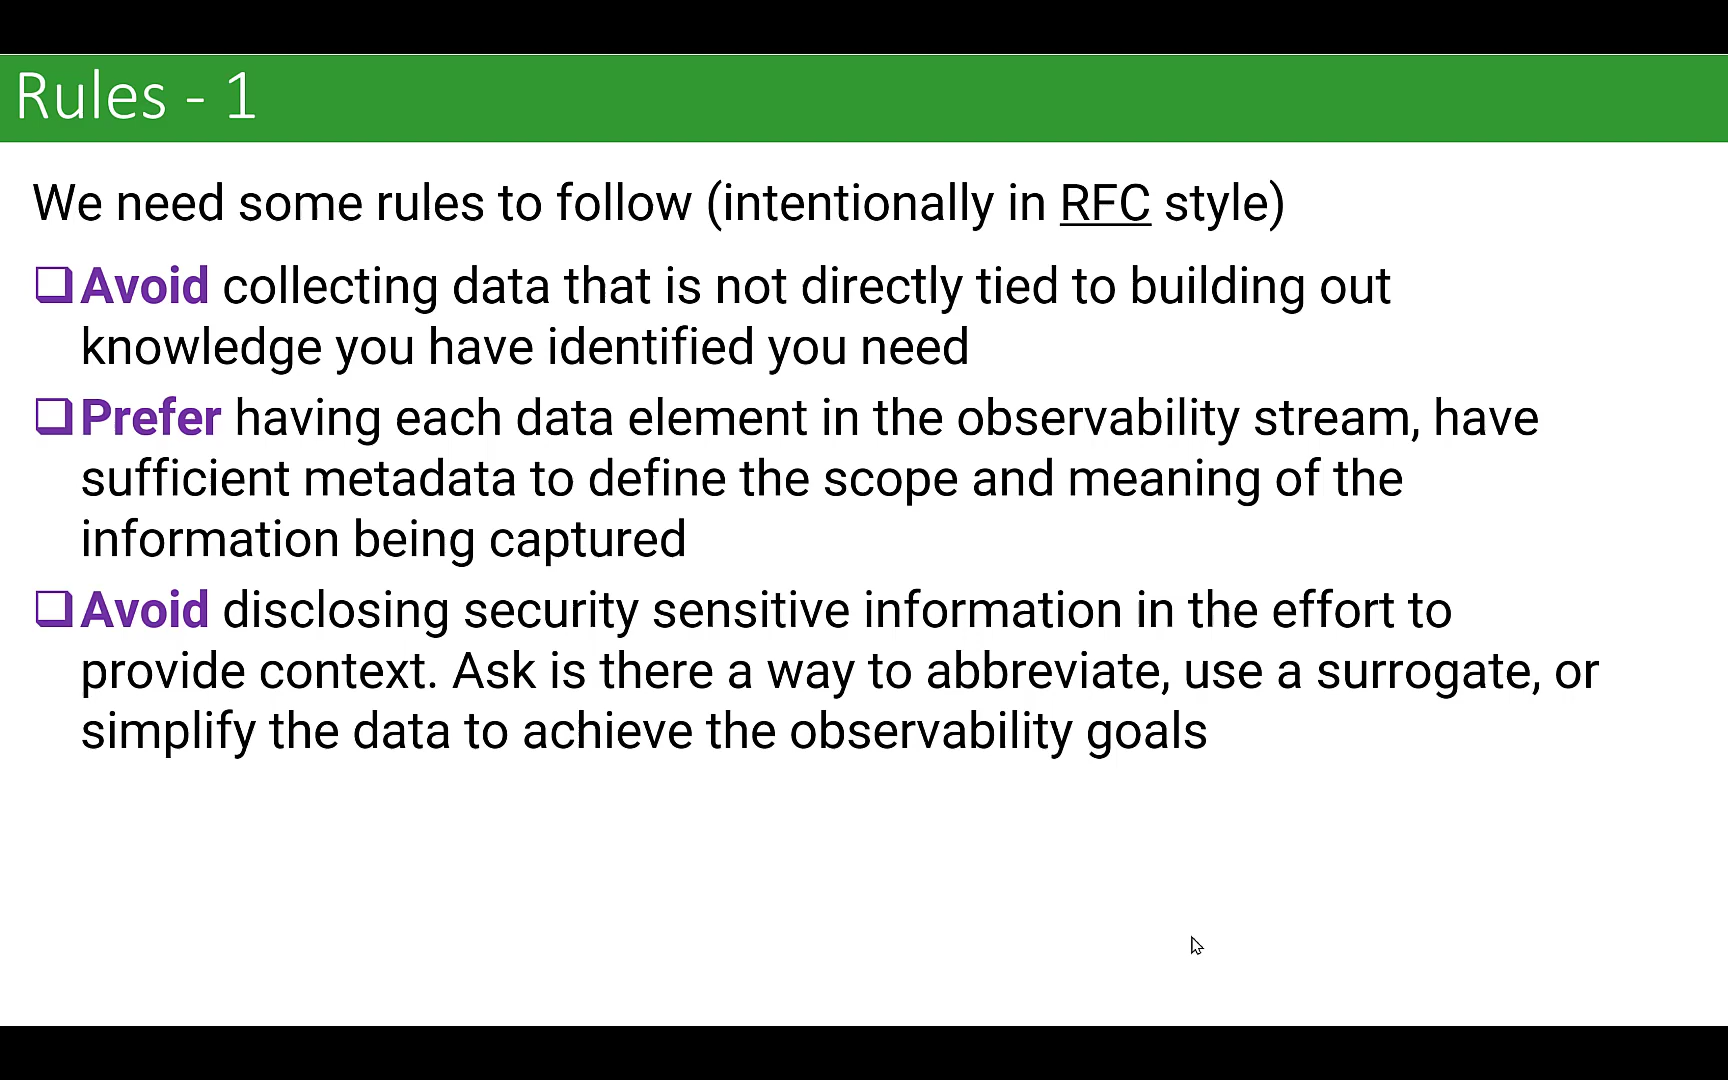 Rules - 1
We need some rules to follow (intentionally in RFC style)
Avoid collecting data that is not directly tied to building out
knowledge you have identified you need
Prefer having each data element in the observability stream, have
sufficient metadata to define the scope and meaning of the
information being captured
Avoid disclosing security sensitive information in the effort to
provide context. Ask is there a way to abbreviate, use a surrogate, or
simplify the data to achieve the observability goals